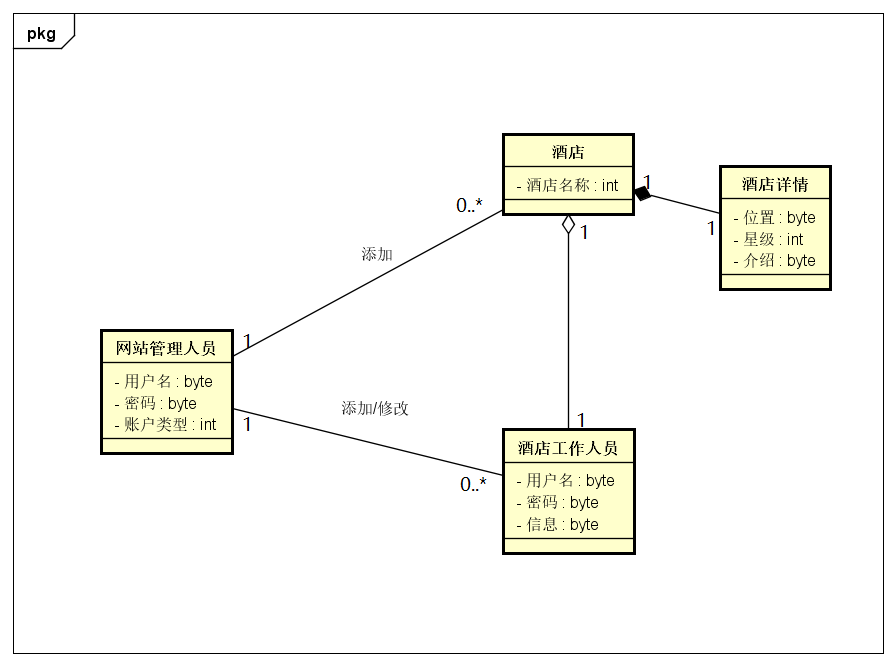 pkg
酒店
- 酒店名称 : int
1
酒店详情
- 位置 : byte
- 星级 : int
- 介绍 : byte
1
0..*
1
添加
1
网站管理人员
- 用户名 : byte
- 密码 : byte
- 账户类型 : int
添加/修改
1
1
0..*
酒店工作人员
- 用户名 : byte
- 密码 : byte
- 信息 : byte